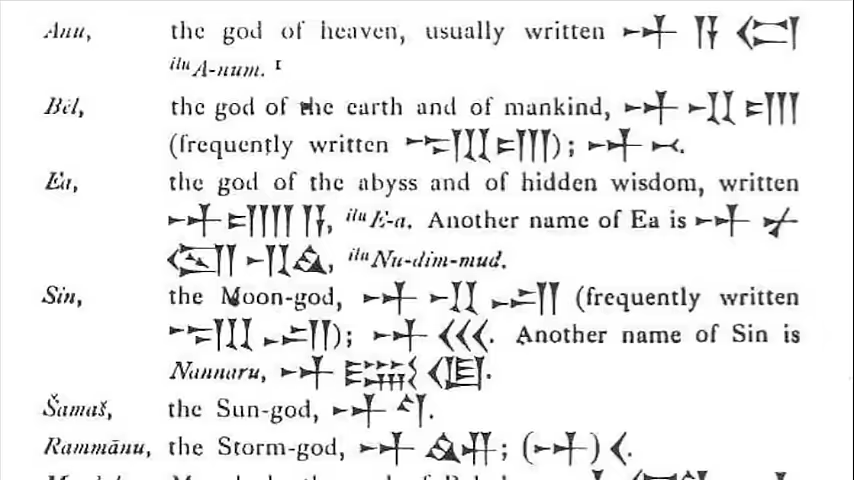 Anu, the god of heaven, usually written 𒀭 𒀀
ilu A-num. 1
Bêl, the god of the earth and of mankind, 𒀭 𒂗 𒆤
(frequently written 𒀭𒂗 𒆤); 𒀭 𒁁.
Ea, the god of the abyss and of hidden wisdom, written
𒀭 𒂍 𒀀, ilu E-a. Another name of Ea is 𒀭 𒉡
ilu Nu-dim-mud.
Sin, the Moon-god, 𒀭 𒂗 𒍪 (frequently written
𒀭𒂗 𒍪); 𒀭 𒌍. Another name of Sin is
Nannaru, 𒀭 𒋀 𒆠.
Šamaš, the Sun-god, 𒀭 𒌓.
Rammānu, the Storm-god, 𒀭 𒅎; (𒀭) 𒌋.